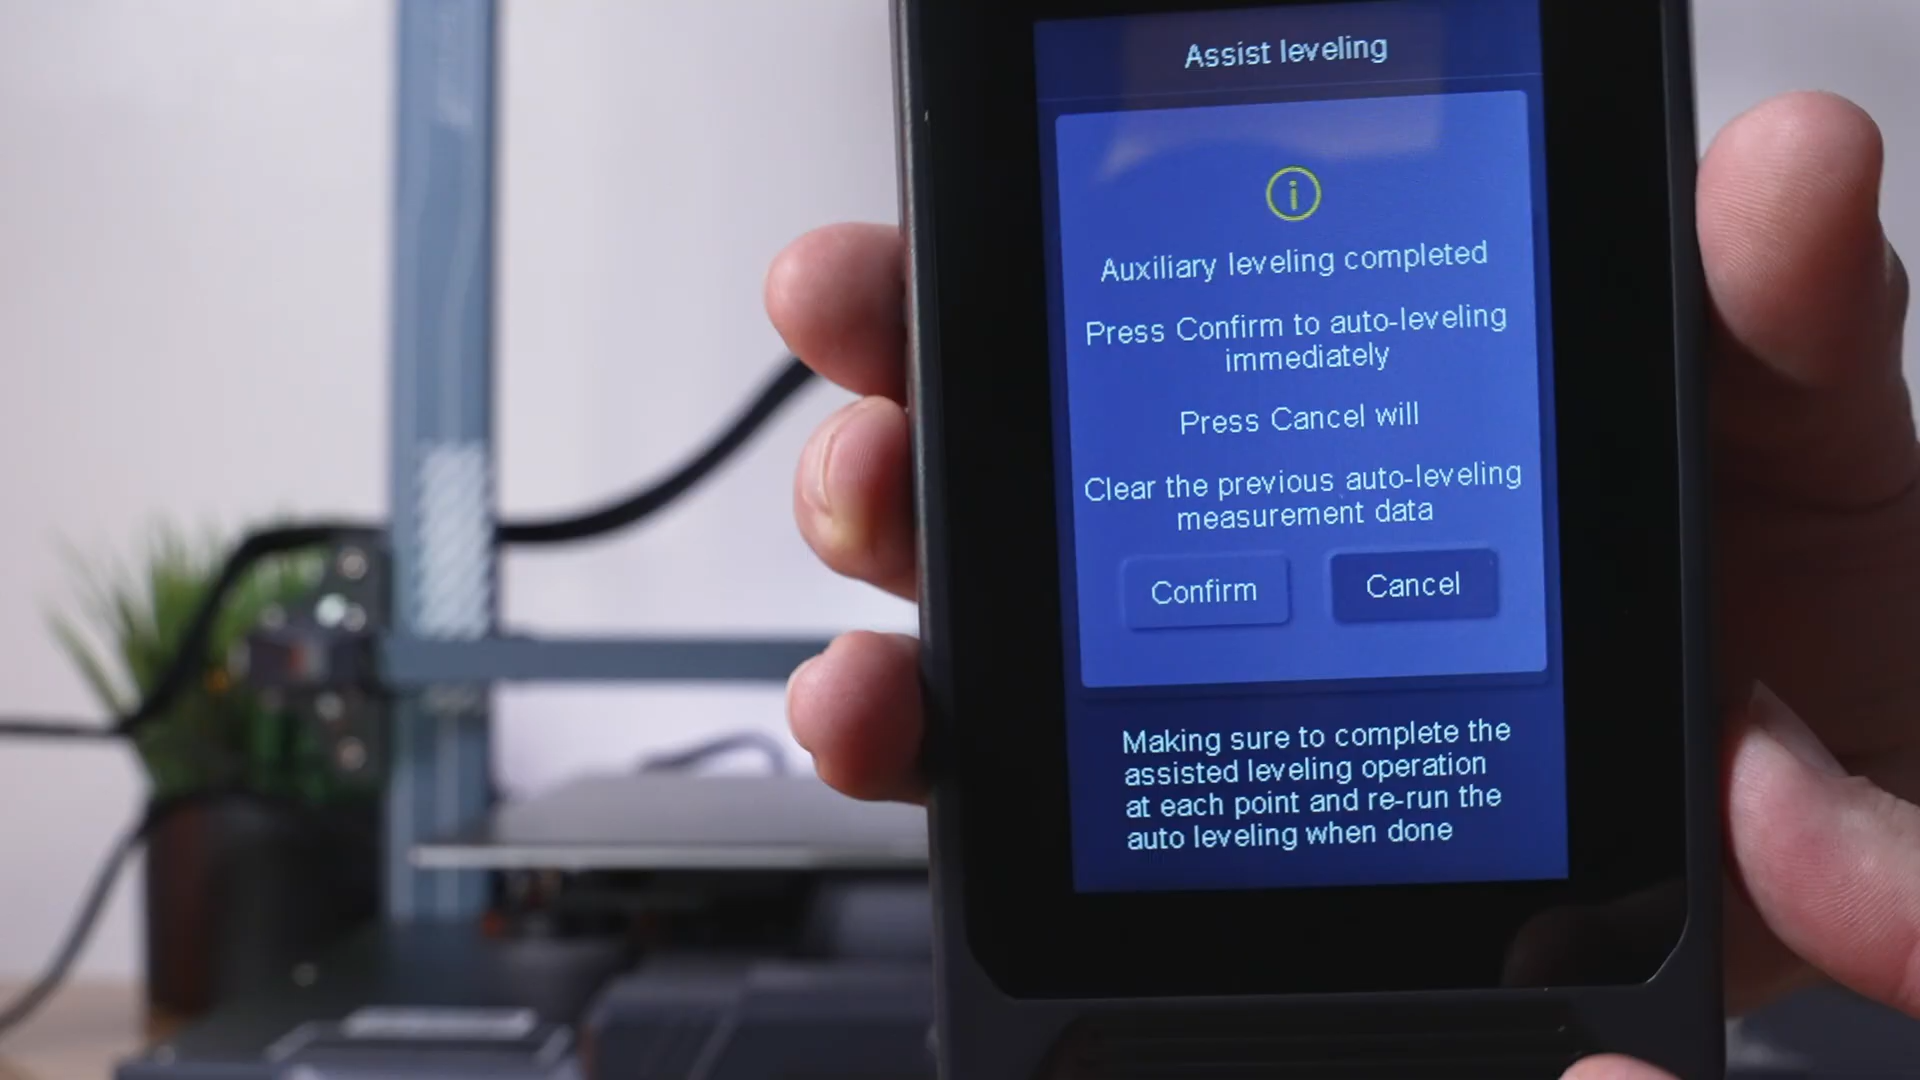 Assist leveling
i
Auxiliary leveling completed
Press Confirm to auto-leveling
immediately
Press Cancel will
Clear the previous auto-leveling
measurement data
Confirm
Cancel
Making sure to complete the
assisted leveling operation
at each point and re-run the
auto leveling when done